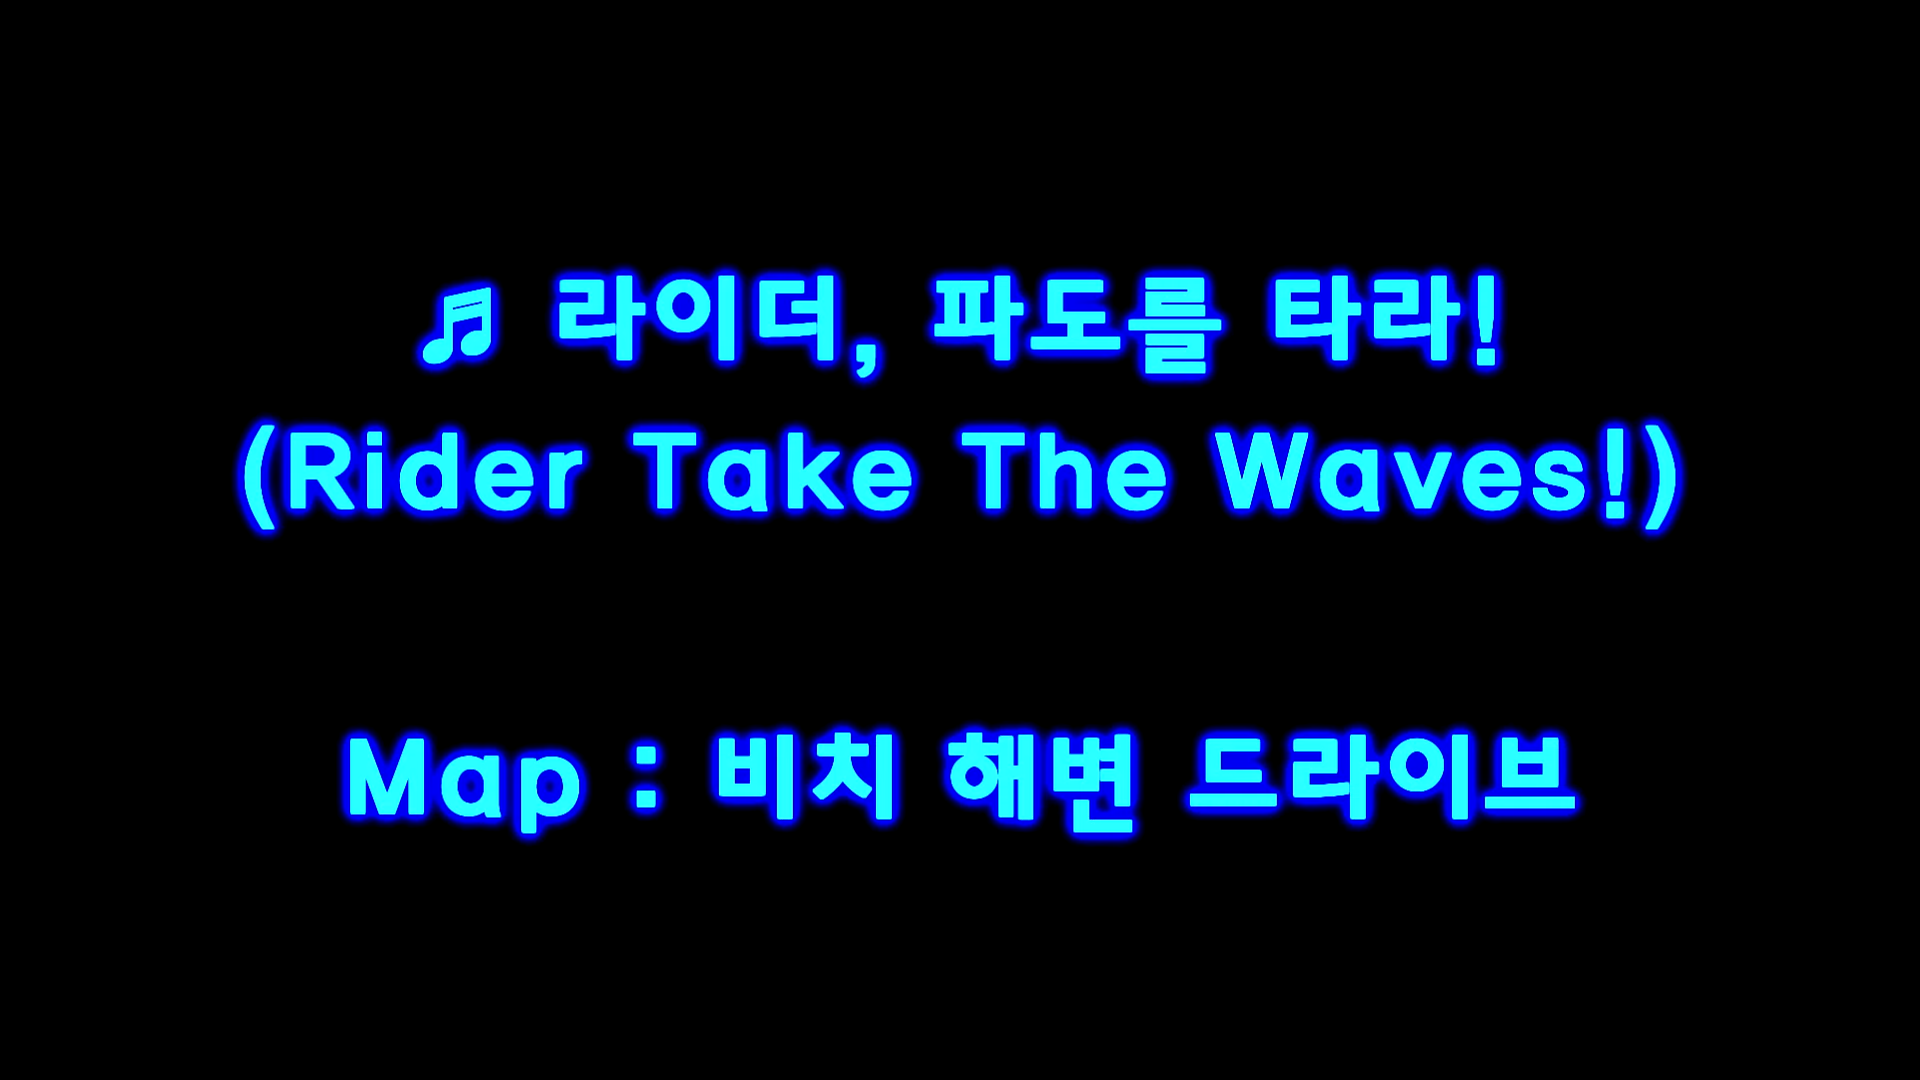 ♬ 라이더, 파도를 타라!
(Rider Take The Waves!)
Map : 비치 해변 드라이브